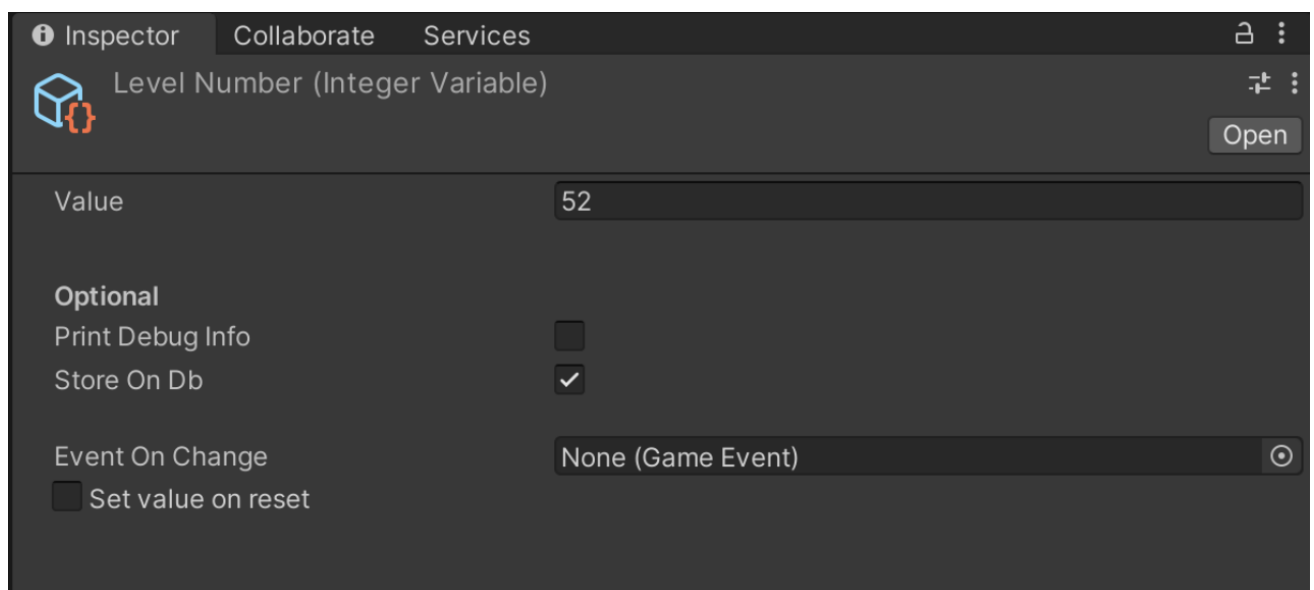 Inspector Collaborate Services
Level Number (Integer Variable)
Open
Value 52
Optional
Print Debug Info
Store On Db
Event On Change None (Game Event)
Set value on reset